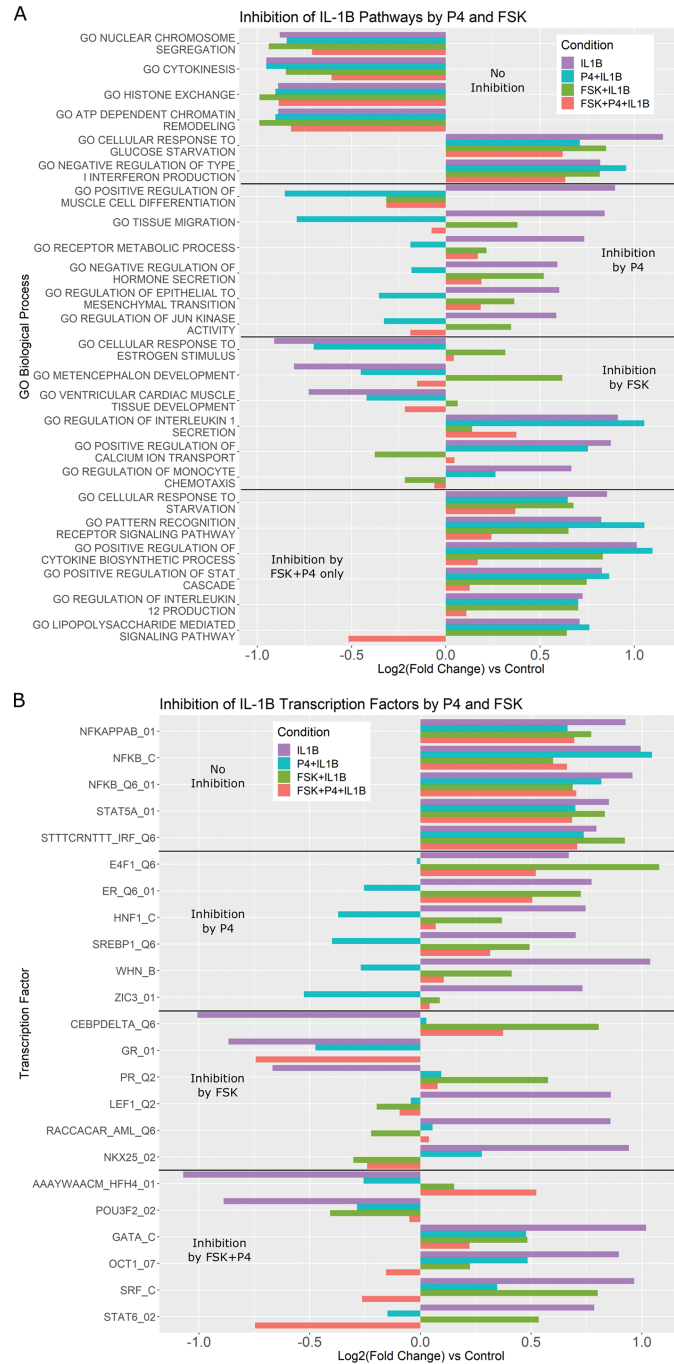 A
Inhibition of IL-1B Pathways by P4 and FSK
GO Biological Process
GO NUCLEAR CHROMOSOME
SEGREGATION
GO CYTOKINESIS
GO HISTONE EXCHANGE
GO ATP DEPENDENT CHROMATIN
REMODELING
GO CELLULAR RESPONSE TO
GLUCOSE STARVATION
GO NEGATIVE REGULATION OF TYPE
I INTERFERON PRODUCTION
GO POSITIVE REGULATION OF
MUSCLE CELL DIFFERENTIATION
GO TISSUE MIGRATION
GO RECEPTOR METABOLIC PROCESS
GO NEGATIVE REGULATION OF
HORMONE SECRETION
GO REGULATION OF EPITHELIAL TO
MESENCHYMAL TRANSITION
GO REGULATION OF JUN KINASE
ACTIVITY
GO CELLULAR RESPONSE TO
ESTROGEN STIMULUS
GO METENCEPHALON DEVELOPMENT
GO VENTRICULAR CARDIAC MUSCLE
TISSUE DEVELOPMENT
GO REGULATION OF INTERLEUKIN 1
SECRETION
GO POSITIVE REGULATION OF
CALCIUM ION TRANSPORT
GO REGULATION OF MONOCYTE
CHEMOTAXIS
GO CELLULAR RESPONSE TO
STARVATION
GO PATTERN RECOGNITION
RECEPTOR SIGNALING PATHWAY
GO POSITIVE REGULATION OF
CYTOKINE BIOSYNTHETIC PROCESS
GO POSITIVE REGULATION OF STAT
CASCADE
GO REGULATION OF INTERLEUKIN
12 PRODUCTION
GO LIPOPOLYSACCHARIDE MEDIATED
SIGNALING PATHWAY
Condition
IL1B
P4+IL1B
FSK+IL1B
FSK+P4+IL1B
No
Inhibition
Inhibition
by P4
Inhibition
by FSK
Inhibition by
FSK+P4 only
-1.0
-0.5
0.0
0.5
1.0
Log2(Fold Change) vs Control
B
Inhibition of IL-1B Transcription Factors by P4 and FSK
Transcription Factor
NFKAPPAB_01
NFKB_C
NFKB_Q6_01
STAT5A_01
STTTCRNTTT_IRF_Q6
E4F1_Q6
ER_Q6_01
HNF1_C
SREBP1_Q6
WHN_B
ZIC3_01
CEBPDELTA_Q6
GR_01
PR_Q2
LEF1_Q2
RACCACAR_AML_Q6
NKX25_02
AAAYWAACM_HFH4_01
POU3F2_02
GATA_C
OCT1_07
SRF_C
STAT6_02
Condition
IL1B
P4+IL1B
FSK+IL1B
FSK+P4+IL1B
No
Inhibition
Inhibition
by P4
Inhibition
by FSK
Inhibition
by FSK+P4
-1.0
-0.5
0.0
0.5
1.0
Log2(Fold Change) vs Control